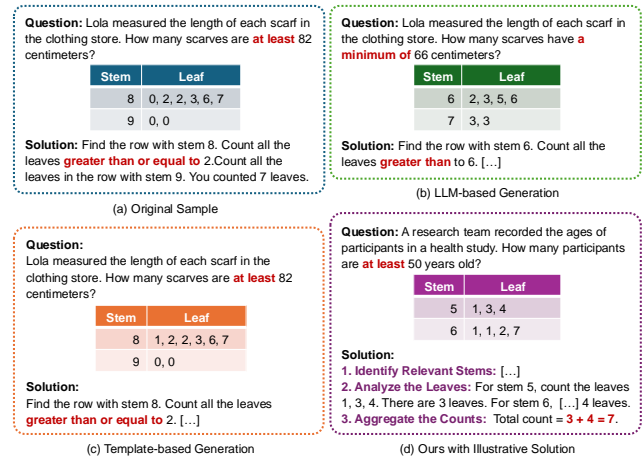 Question: Lola measured the length of each scarf in
the clothing store. How many scarves are at least 82
centimeters?
Stem Leaf
8 0, 2, 2, 3, 6, 7
9 0, 0
Solution: Find the row with stem 8. Count all the
leaves greater than or equal to 2.Count all the
leaves in the row with stem 9. You counted 7 leaves.
(a) Original Sample
Question: Lola measured the length of each scarf in
the clothing store. How many scarves have a
minimum of 66 centimeters?
Stem Leaf
6 2, 3, 5, 6
7 3, 3
Solution: Find the row with stem 6. Count all the
leaves greater than to 6. [...]
(b) LLM-based Generation
Question:
Lola measured the length of each scarf in the
clothing store. How many scarves are at least 82
centimeters?
Stem Leaf
8 1, 2, 2, 3, 6, 7
9 0, 0
Solution:
Find the row with stem 8. Count all the leaves
greater than or equal to 2. [...]
(c) Template-based Generation
Question: A research team recorded the ages of
participants in a health study. How many participants
are at least 50 years old?
Stem Leaf
5 1, 3, 4
6 1, 1, 2, 7
Solution:
1. Identify Relevant Stems: [...]
2. Analyze the Leaves: For stem 5, count the leaves
1, 3, 4. There are 3 leaves. For stem 6, [...] 4 leaves.
3. Aggregate the Counts: Total count = 3 + 4 = 7.
(d) Ours with Illustrative Solution